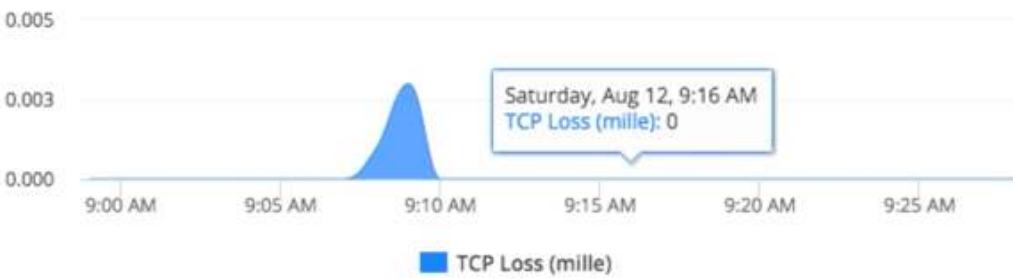 0.005
0.003
Saturday, Aug 12, 9:16 AM
TCP Loss (mille): 0
0.000
9:00 AM 9:05 AM 9:10 AM 9:15 AM 9:20 AM 9:25 AM
TCP Loss (mille)